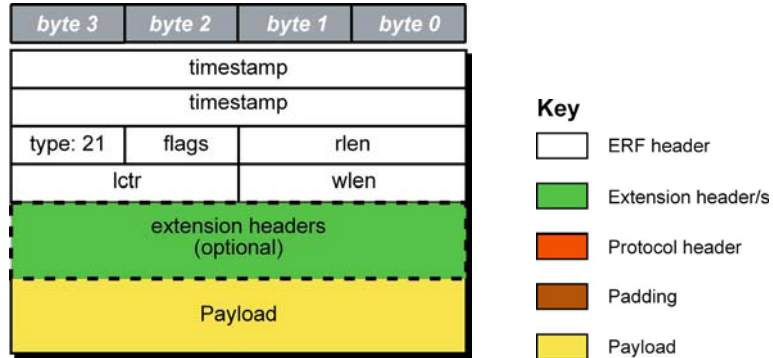 byte 3 byte 2 byte 1 byte 0
timestamp
timestamp
type: 21 flags rlen
lctr wlen
extension headers
(optional)
Payload
Key
ERF header
Extension header/s
Protocol header
Padding
Payload